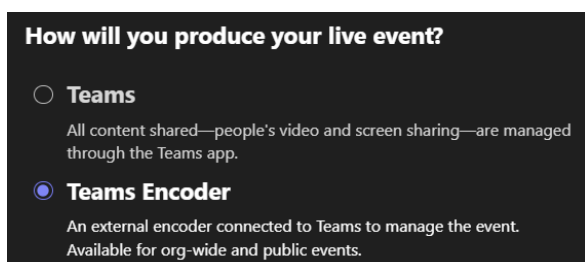 How will you produce your live event?
Teams
All content shared—people's video and screen sharing—are managed
through the Teams app.
Teams Encoder
An external encoder connected to Teams to manage the event.
Available for org-wide and public events.